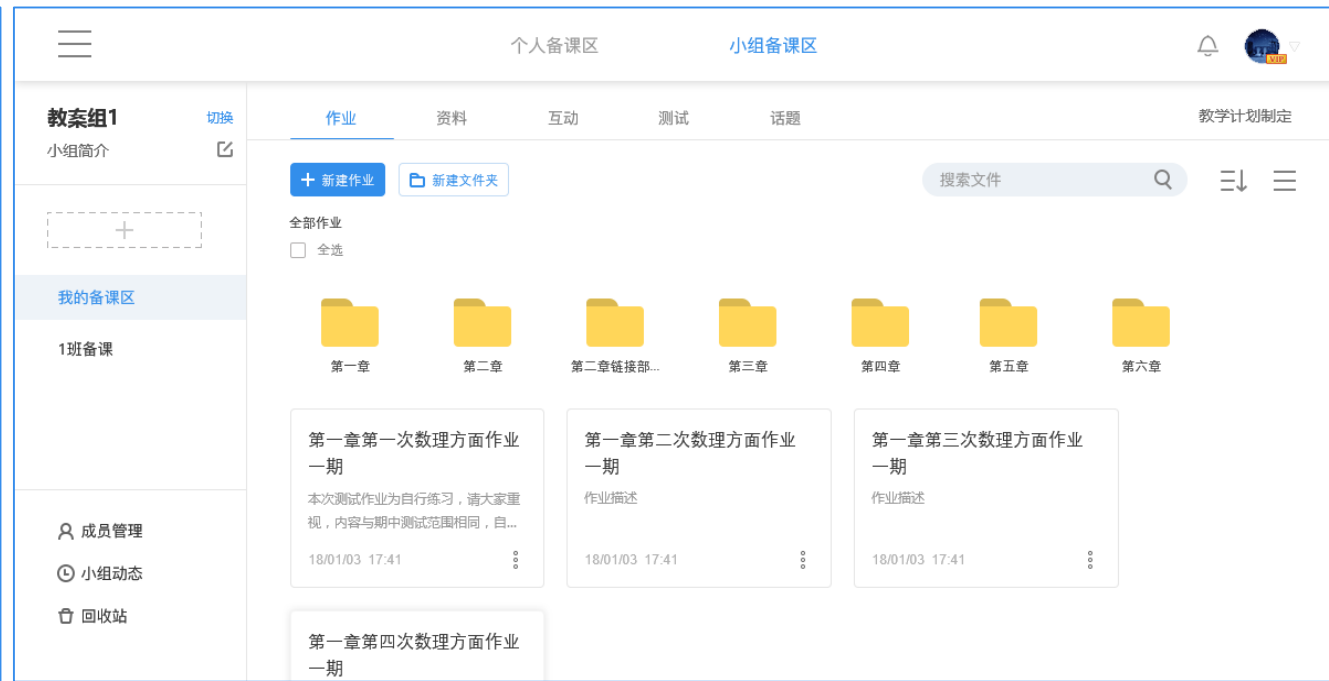 个人备课区
小组备课区
VIP
教案组1
切换
小组简介
我的备课区
1班备课
成员管理
小组动态
回收站
作业
资料
互动
测试
话题
教学计划制定
新建作业
新建文件夹
搜索文件
全部作业
全选
第一章
第二章
第二章链接部...
第三章
第四章
第五章
第六章
第一章第一次数理方面作业
一期
本次测试作业为自行练习，请大家重
视，内容与期中测试范围相同，自...
18/01/03 17:41
第一章第二次数理方面作业
一期
作业描述
18/01/03 17:41
第一章第三次数理方面作业
一期
作业描述
18/01/03 17:41
第一章第四次数理方面作业
一期